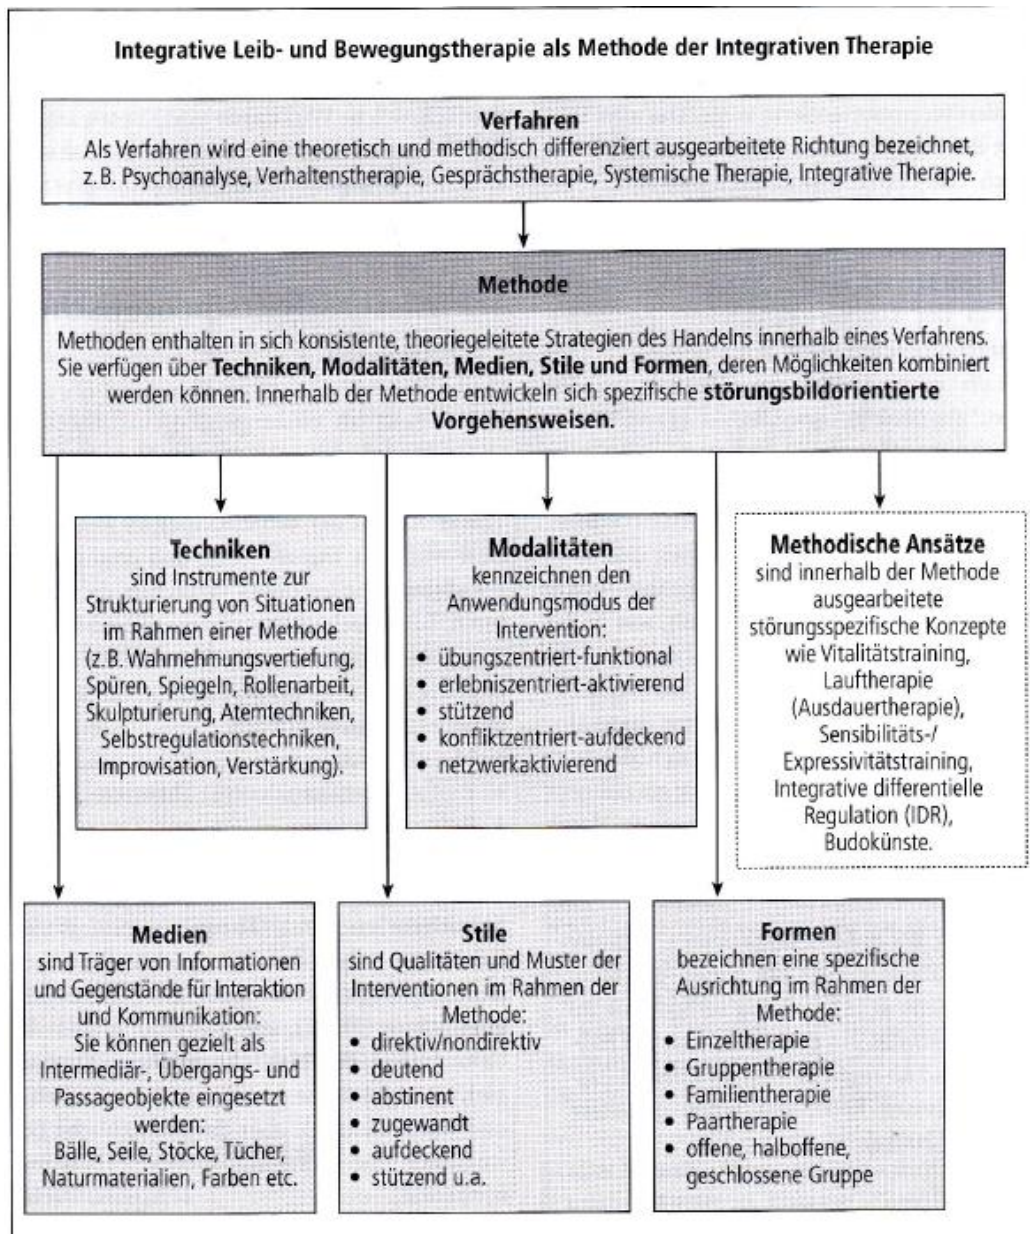 Integrative Leib- und Bewegungstherapie als Methode der Integrativen Therapie
Verfahren
Als Verfahren wird eine theoretisch und methodisch differenziert ausgearbeitete Richtung bezeichnet,
z. B. Psychoanalyse, Verhaltenstherapie, Gesprächstherapie, Systemische Therapie, Integrative Therapie.
Methode
Methoden enthalten in sich konsistente, theoriegeleitete Strategien des Handelns innerhalb eines Verfahrens.
Sie verfügen über Techniken, Modalitäten, Medien, Stile und Formen, deren Möglichkeiten kombiniert
werden können. Innerhalb der Methode entwickeln sich spezifische störungsbildorientierte
Vorgehensweisen.
Techniken
sind Instrumente zur
Strukturierung von Situationen
im Rahmen einer Methode
(z. B. Wahrnehmungsvertiefung,
Spüren, Spiegeln, Rollenarbeit,
Skulpturierung, Atemtechniken,
Selbstregulationstechniken,
Improvisation, Verstärkung).
Modalitäten
kennzeichnen den
Anwendungsmodus der
Intervention:
• übungszentriert-funktional
• erlebniszentriert-aktivierend
• stützend
• konfliktzentriert-aufdeckend
• netzwerkaktivierend
Methodische Ansätze
sind innerhalb der Methode
ausgearbeitete
störungsspezifische Konzepte
wie Vitalitätstraining,
Lauftherapie
(Ausdauertherapie),
Sensibilitäts-/
Expressivitätstraining,
Integrative differentielle
Regulation (IDR),
Budokünste.
Medien
sind Träger von Informationen
und Gegenstände für Interaktion
und Kommunikation:
Sie können gezielt als
Intermediär-, Übergangs- und
Passageobjekte eingesetzt
werden:
Bälle, Seile, Stöcke, Tücher,
Naturmaterialien, Farben etc.
Stile
sind Qualitäten und Muster der
Interventionen im Rahmen der
Methode:
• direktiv/nondirektiv
• deutend
• abstinent
• zugewandt
• aufdeckend
• stützend u.a.
Formen
bezeichnen eine spezifische
Ausrichtung im Rahmen der
Methode:
• Einzeltherapie
• Gruppentherapie
• Familientherapie
• Paartherapie
• offene, halboffene,
geschlossene Gruppe